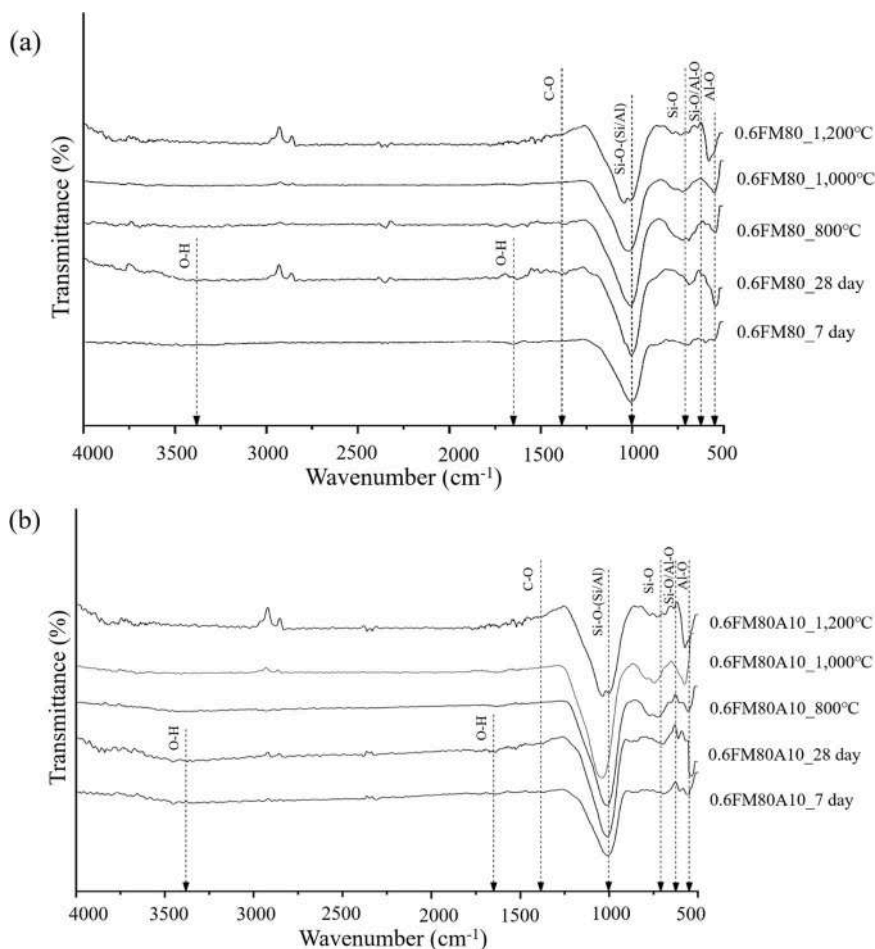 (a)
Transmittance (%)
C-O
Si-O-(Si/Al)
Si-O
Si-O/Al-O
Al-O
O-H
O-H
0.6FM80_1,200°C
0.6FM80_1,000°C
0.6FM80_800°C
0.6FM80_28 day
0.6FM80_7 day
4000 3500 3000 2500 2000 1500 1000 500
Wavenumber (cm-1)
(b)
Transmittance (%)
C-O
Si-O-(Si/Al)
Si-O
Si-O/Al-O
Al-O
O-H
O-H
0.6FM80A10_1,200°C
0.6FM80A10_1,000°C
0.6FM80A10_800°C
0.6FM80A10_28 day
0.6FM80A10_7 day
4000 3500 3000 2500 2000 1500 1000 500
Wavenumber (cm-1)